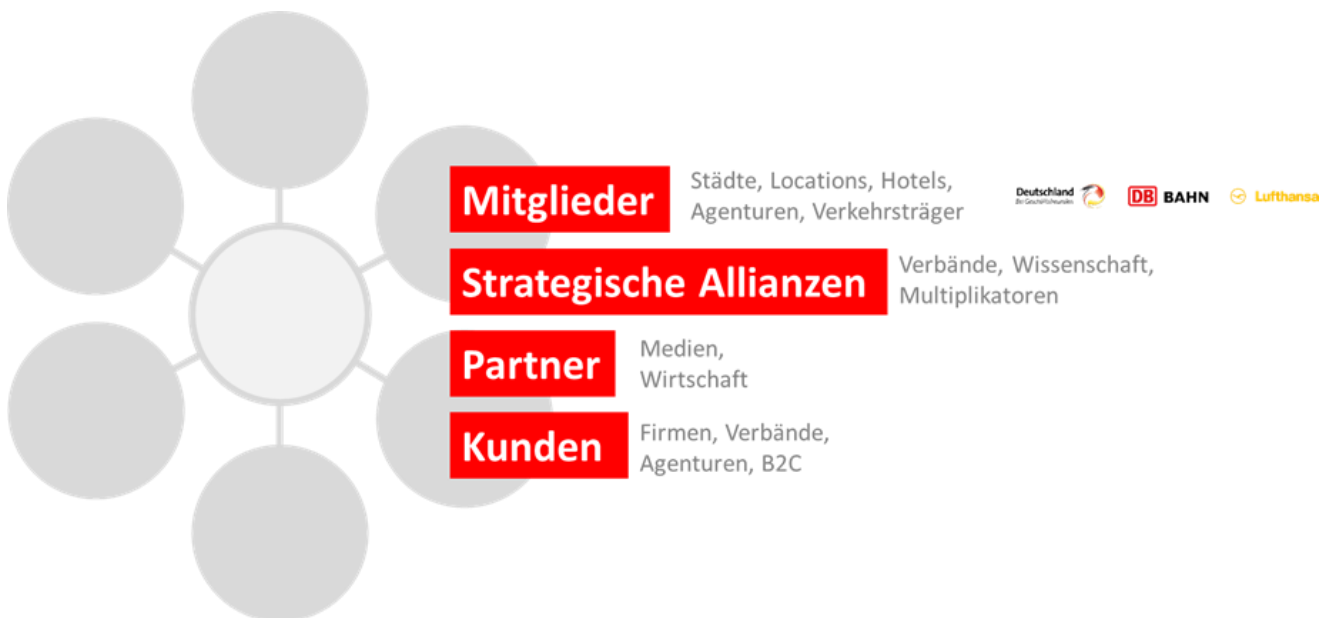 Mitglieder
Städte, Locations, Hotels,
Agenturen, Verkehrsträger
Deutschland
DB BAHN
Lufthansa
Strategische Allianzen
Verbände, Wissenschaft,
Multiplikatoren
Partner
Medien,
Wirtschaft
Kunden
Firmen, Verbände,
Agenturen, B2C